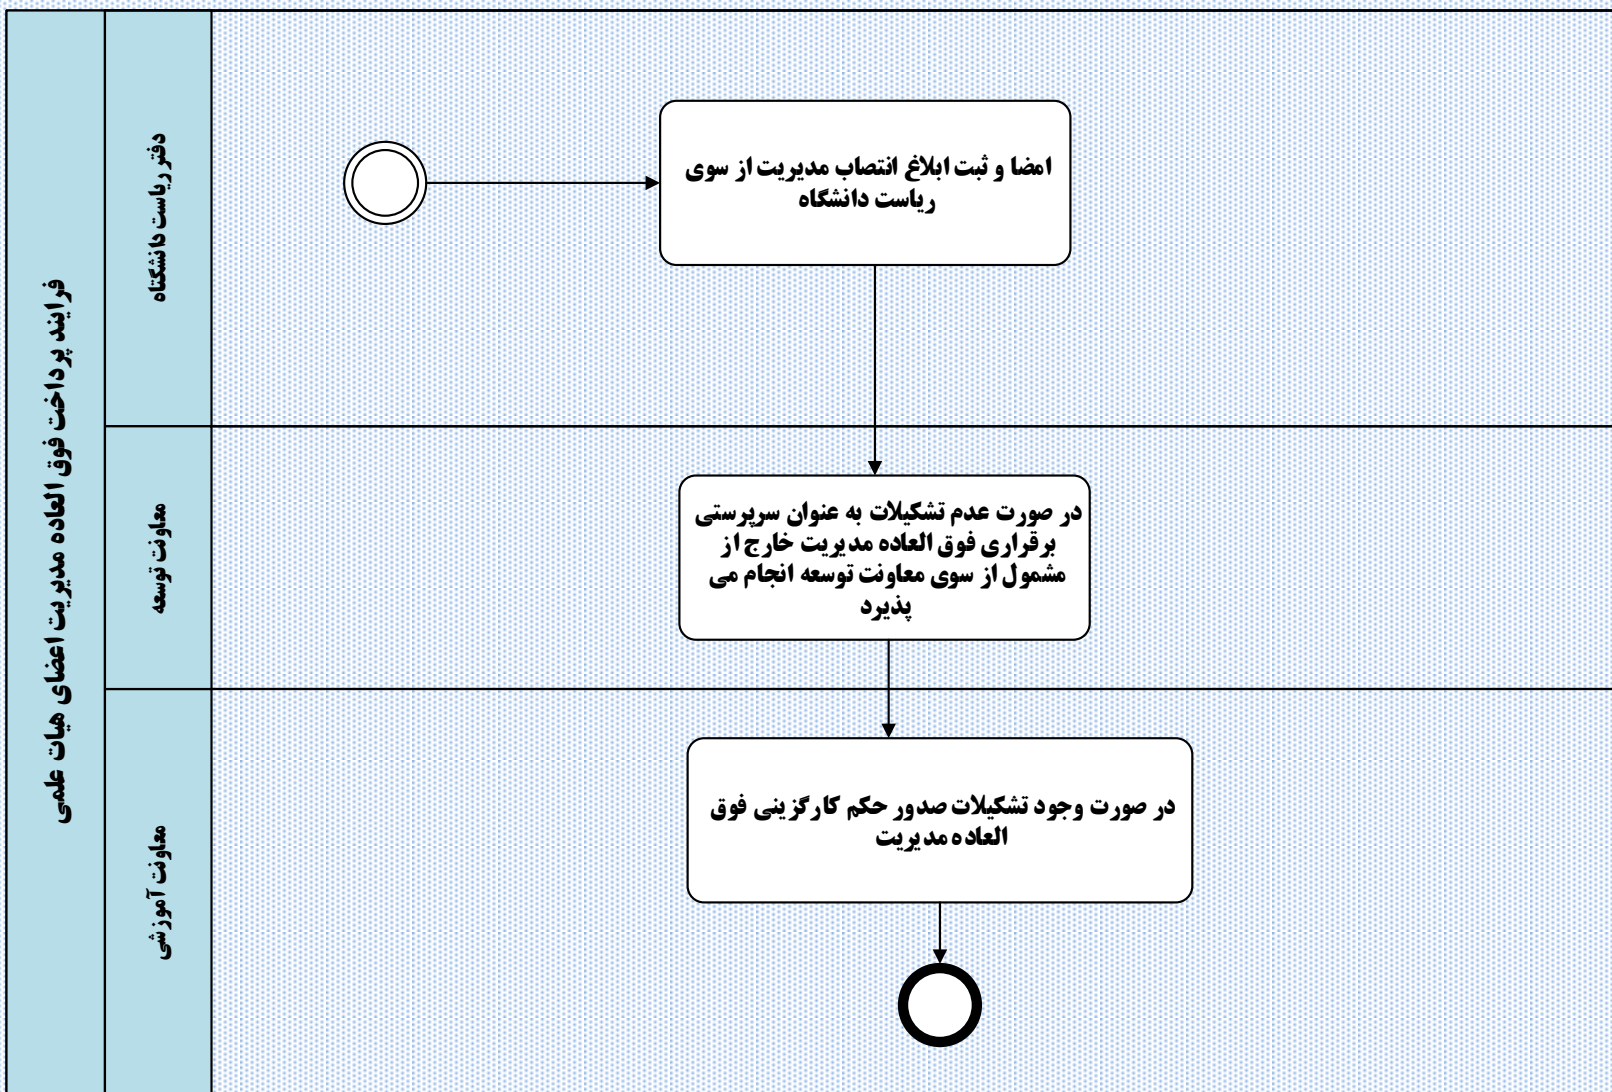 فرایند پرداخت فوق العاده مدیریت اعضای هیات علمی
دفتر ریاست دانشگتاه
امضا و ثبت ابلاغ انتصاب مدیریت از سوی
ریاست دانشگاه
معاونت توسعه
در صورت عدم تشکیلات به عنوان سرپرستی
برقراری فوق العاده مدیریت خارج از
مشمول از سوی معاونت توسعه انجام می
پذیرد
معاونت آموزشی
در صورت وجود تشکیلات صدور حکم کارگزینی فوق
العاده مدیریت